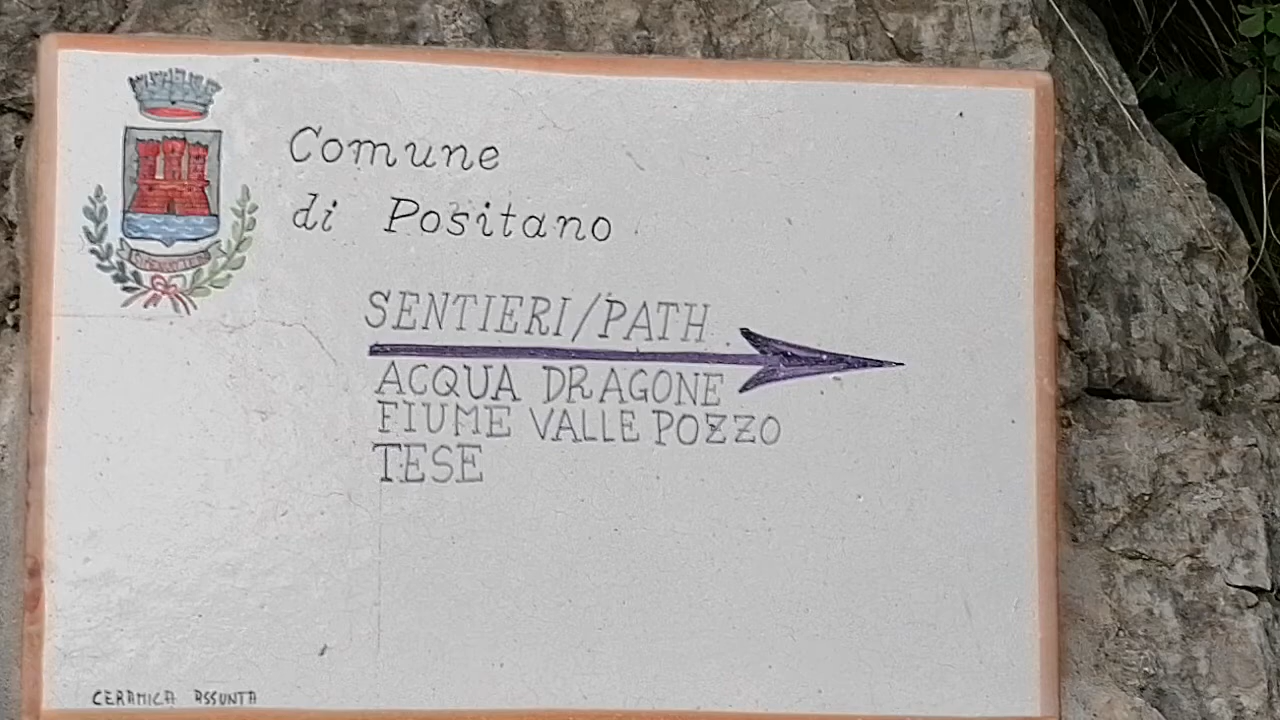 Comune
di Positano
SENTIERI/PATH
ACQUA DRAGONE
FIUME VALLE POZZO
TESE
CERAMICA ASSUNTA